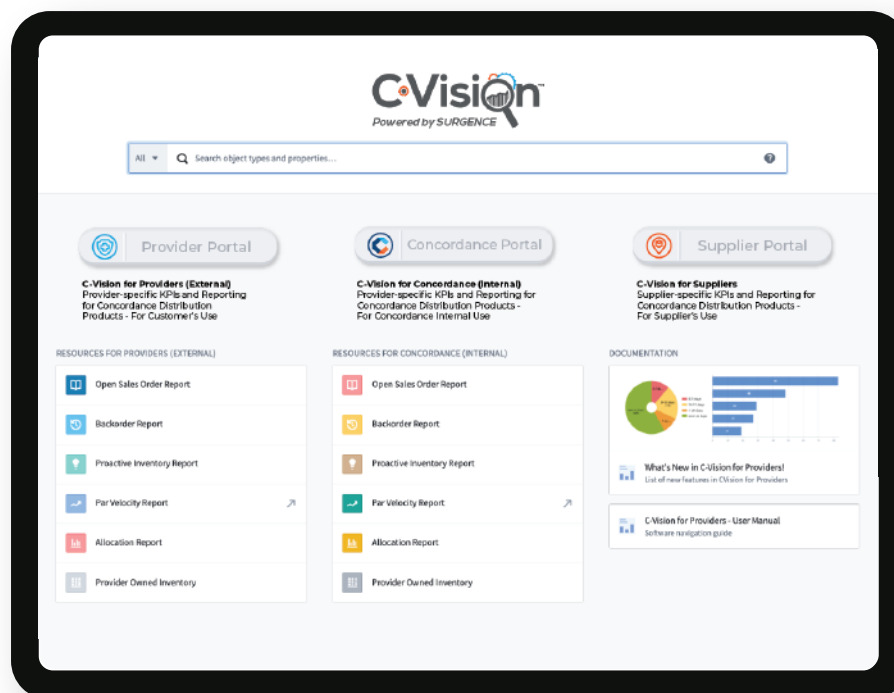 C·Vision™
Powered by SURGENCE
All
Search object types and properties...
Provider Portal
C-Vision for Providers (External)
Provider-specific KPIs and Reporting
for Concordance Distribution
Products - For Customer's Use
Concordance Portal
C-Vision for Concordance (Internal)
Provider-specific KPIs and Reporting for
Concordance Distribution Products -
For Concordance Internal Use
Supplier Portal
C-Vision for Suppliers
Supplier-specific KPIs and Reporting for
Concordance Distribution Products -
For Supplier's Use
RESOURCES FOR PROVIDERS (EXTERNAL)
Open Sales Order Report
Backorder Report
Proactive Inventory Report
Par Velocity Report
Allocation Report
Provider Owned Inventory
RESOURCES FOR CONCORDANCE (INTERNAL)
Open Sales Order Report
Backorder Report
Proactive Inventory Report
Par Velocity Report
Allocation Report
Provider Owned Inventory
DOCUMENTATION
What's New in C-Vision for Providers!
List of new features in CVision for Providers
C-Vision for Providers - User Manual
Software navigation guide